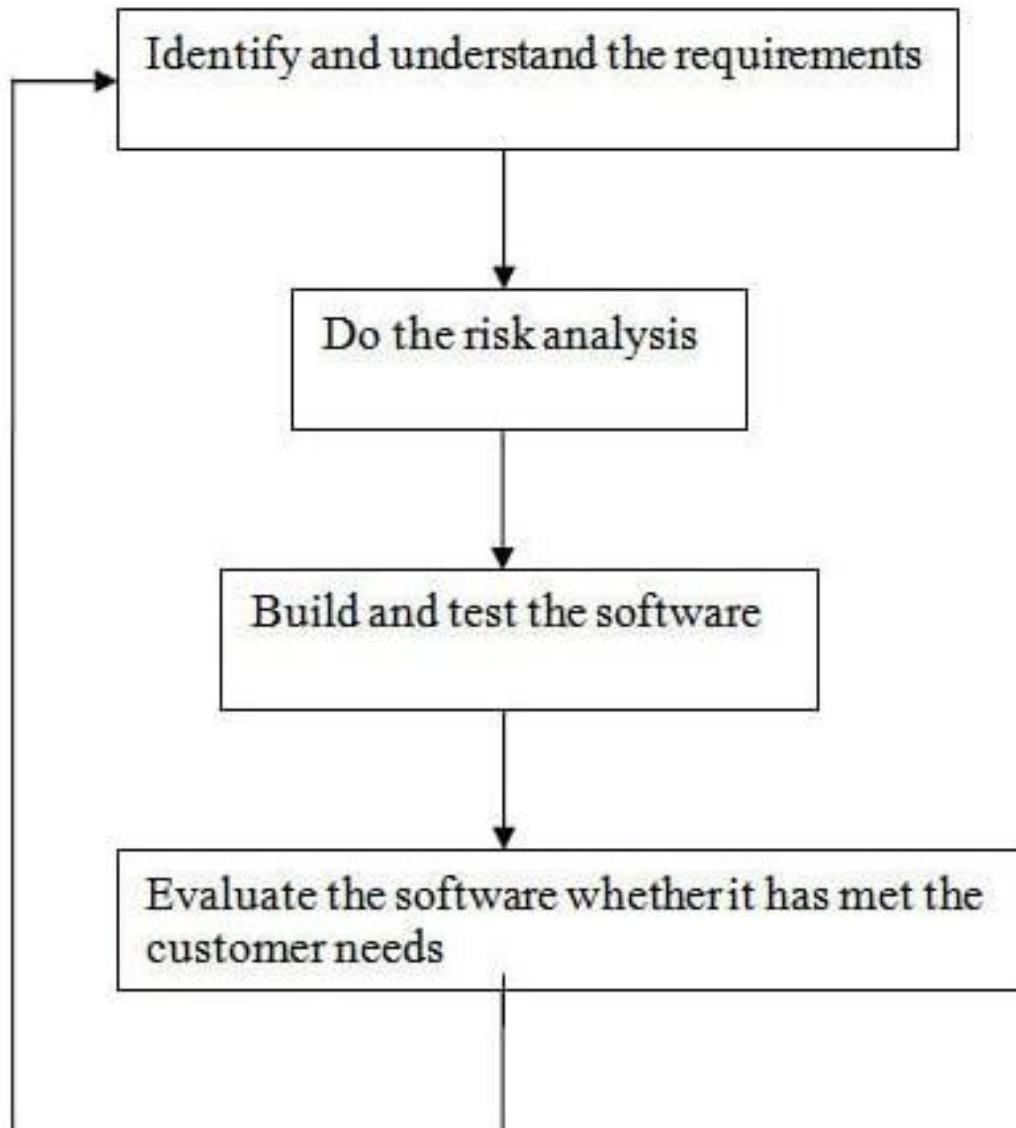 Identify and understand the requirements
Do the risk analysis
Build and test the software
Evaluate the software whether it has met the
customer needs